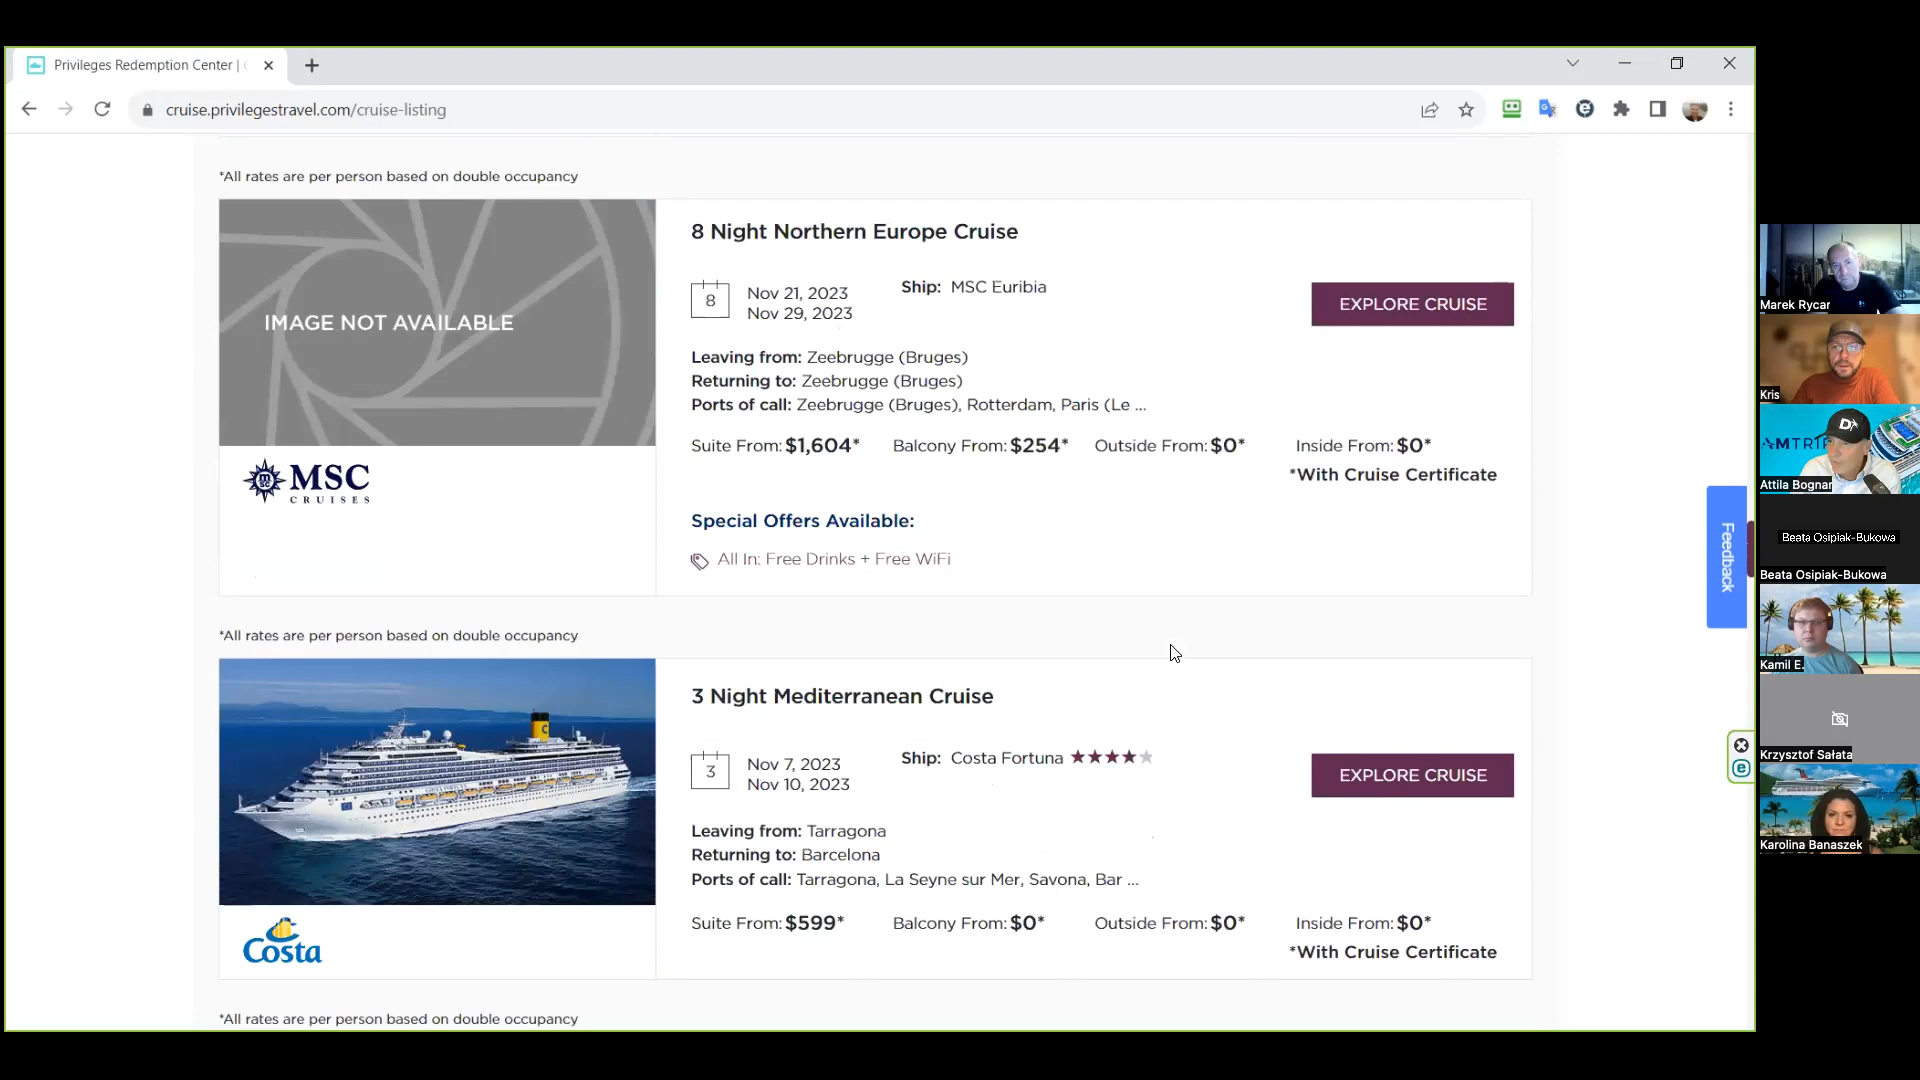 Privileges Redemption Center | C
cruise.privilegestravel.com/cruise-listing
*All rates are per person based on double occupancy
IMAGE NOT AVAILABLE
MSC
CRUISES
8 Night Northern Europe Cruise
8
Nov 21, 2023
Nov 29, 2023
Ship: MSC Euribia
EXPLORE CRUISE
Leaving from: Zeebrugge (Bruges)
Returning to: Zeebrugge (Bruges)
Ports of call: Zeebrugge (Bruges), Rotterdam, Paris (Le ...
Suite From: $1,604* Balcony From: $254* Outside From: $0* Inside From: $0*
*With Cruise Certificate
Special Offers Available:
All In: Free Drinks + Free WiFi
*All rates are per person based on double occupancy
Costa
3 Night Mediterranean Cruise
3
Nov 7, 2023
Nov 10, 2023
Ship: Costa Fortuna
EXPLORE CRUISE
Leaving from: Tarragona
Returning to: Barcelona
Ports of call: Tarragona, La Seyne sur Mer, Savona, Bar ...
Suite From: $599* Balcony From: $0* Outside From: $0* Inside From: $0*
*With Cruise Certificate
*All rates are per person based on double occupancy
Feedback
Marek Rycar
Kris
Attila Bognar
Beata Osipiak-Bukowa
Beata Osipiak-Bukowa
Kamil E.
Krzysztof Sałata
Karolina Banaszek